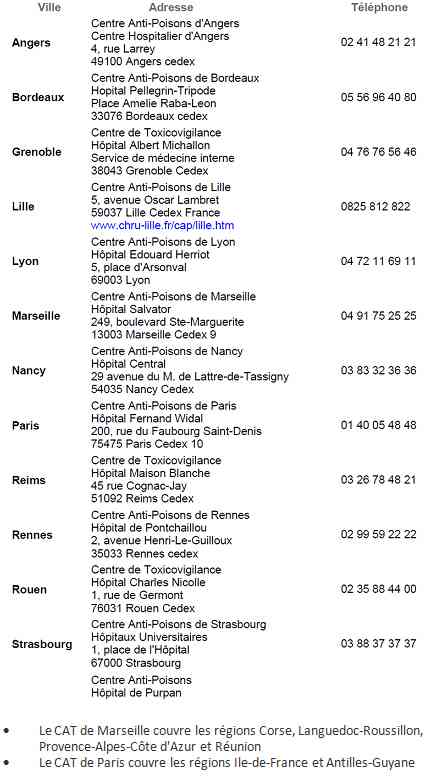 Ville Adresse Téléphone
Centre Anti-Poisons d'Angers
Centre Hospitalier d'Angers
Angers 02 41 48 21 21
4, rue Larrey
49100 Angers cedex
Centre Anti-Poisons de Bordeaux
Hopital Pellegrin-Tripode
Bordeaux 05 56 96 40 80
Place Amelie Raba-Leon
33076 Bordeaux cedex
Centre de Toxicovigilance
Hôpital Albert Michallon
Grenoble 04 76 76 56 46
Service de médecine interne
38043 Grenoble Cedex
Centre Anti-Poisons de Lille
5, avenue Oscar Lambret
Lille 0825 812 822
59037 Lille Cedex France
www.chru-lille.fr/cap/lille.htm
Centre Anti-Poisons de Lyon
Hôpital Edouard Herriot
Lyon 04 72 11 69 11
5, place d'Arsonval
69003 Lyon
Centre Anti-Poisons de Marseille
Hôpital Salvator
Marseille 04 91 75 25 25
249, boulevard Ste-Marguerite
13003 Marseille Cedex 9
Centre Anti-Poisons de Nancy
Hôpital Central
Nancy 03 83 32 36 36
29 avenue du M. de Lattre-de-Tassigny
54035 Nancy Cedex
Centre Anti-Poisons de Paris
Hôpital Fernand Widal
Paris 01 40 05 48 48
200, rue du Faubourg Saint-Denis
75475 Paris Cedex 10
Centre de Toxicovigilance
Hôpital Maison Blanche
Reims 03 26 78 48 21
45 rue Cognac-Jay
51092 Reims Cedex
Centre Anti-Poisons de Rennes
Hôpital de Pontchaillou
Rennes 02 99 59 22 22
2, avenue Henri-Le-Guilloux
35033 Rennes cedex
Centre de Toxicovigilance
Hôpital Charles Nicolle
Rouen 02 35 88 44 00
1, rue de Germont
76031 Rouen Cedex
Centre Anti-Poisons de Strasbourg
Hôpitaux Universitaires
Strasbourg 03 88 37 37 37
1, place de l'Hôpital
67000 Strasbourg
Centre Anti-Poisons
Hôpital de Purpan
• Le CAT de Marseille couvre les régions Corse, Languedoc-Roussillon,
Provence-Alpes-Côte d'Azur et Réunion
• Le CAT de Paris couvre les régions Ile-de-France et Antilles-Guyane